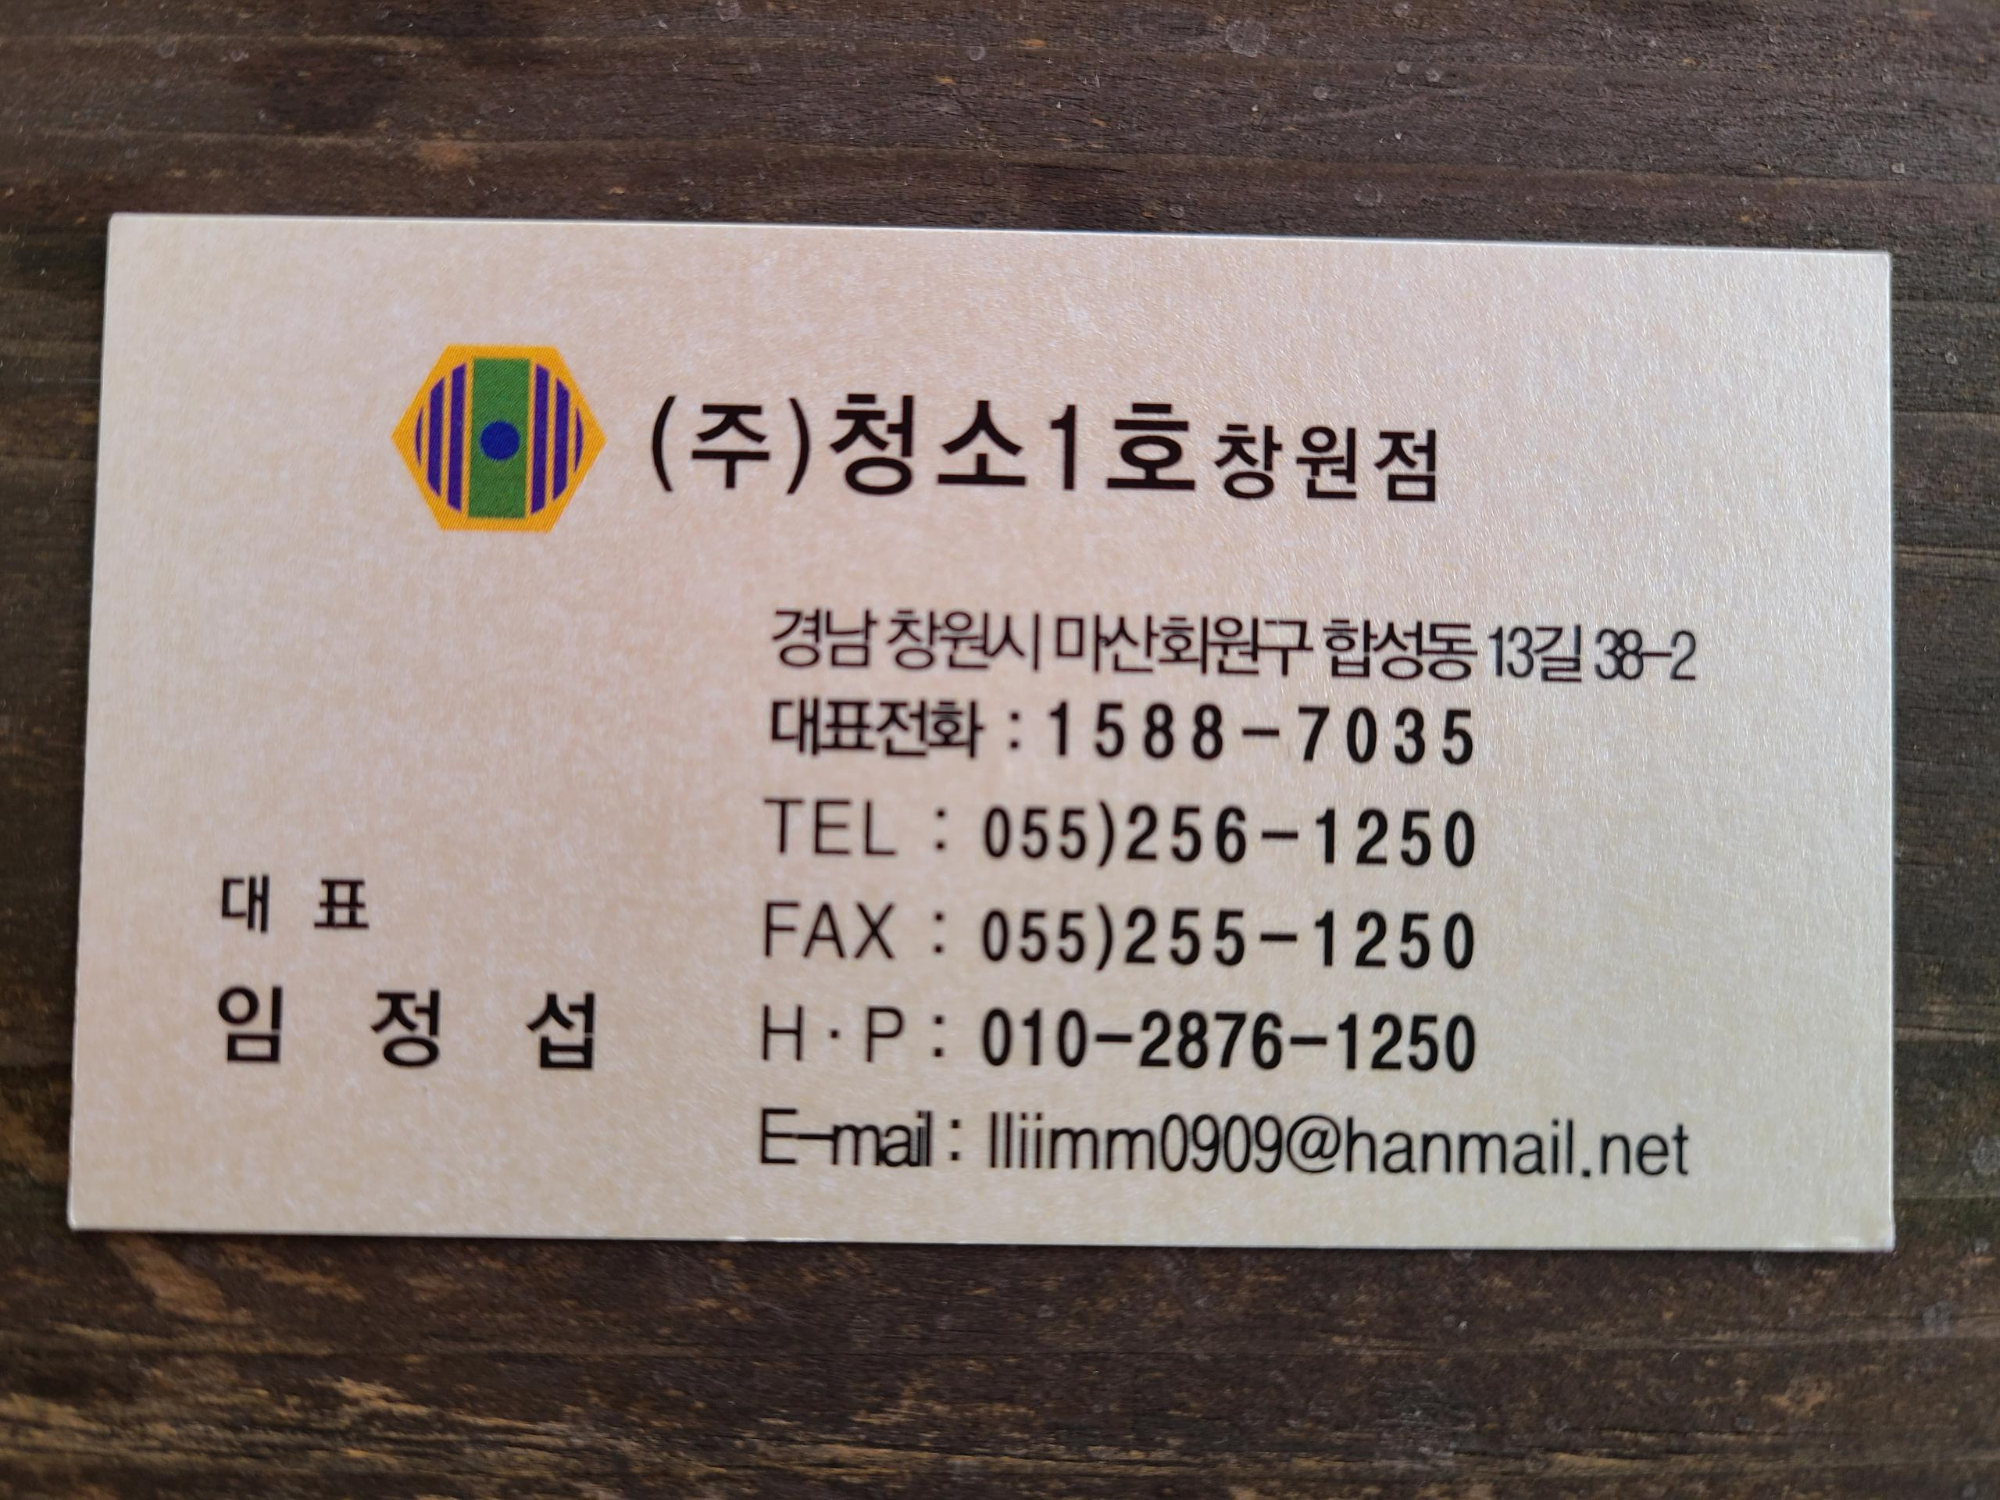 (주)청소1호창원점
경남 창원시 마산회원구 합성동 13길 38-2
대표전화 : 1588-7035
TEL : 055)256-1250
FAX : 055)255-1250
H·P : 010-2876-1250
E-mail : lliimm0909@hanmail.net
대 표
임 정 섭